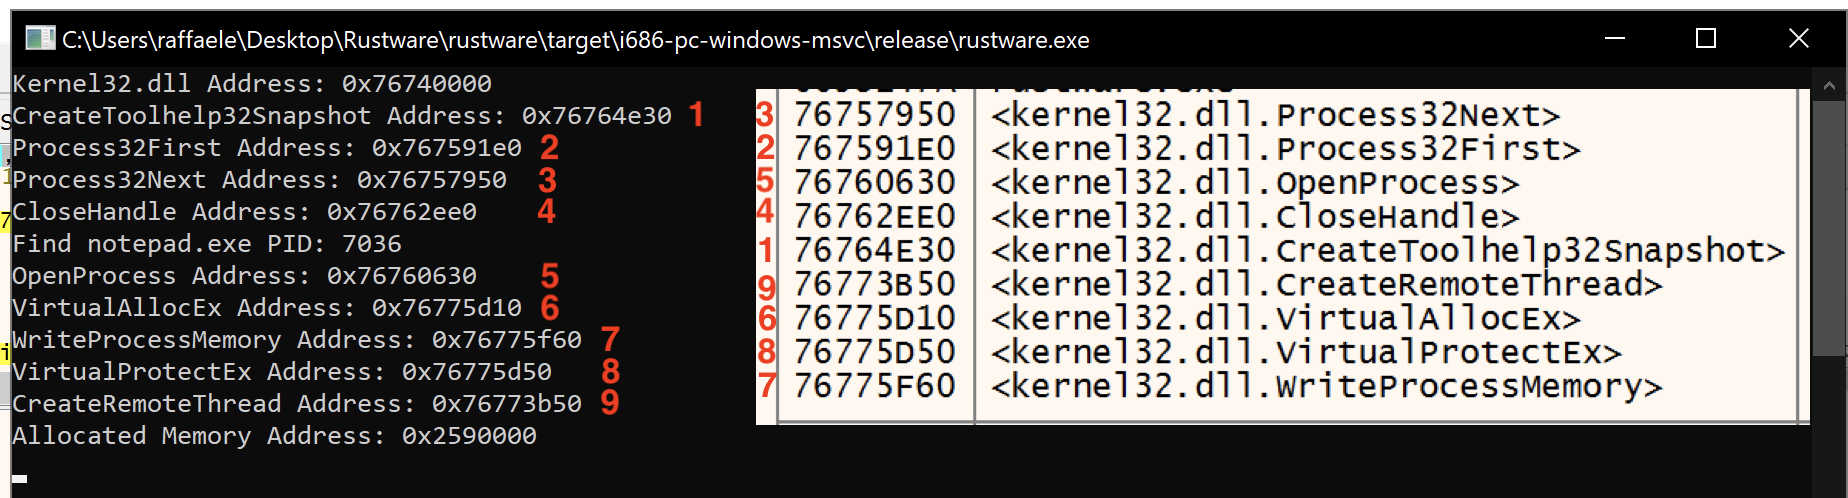 C:\Users\raffaele\Desktop\Rustware\rustware\target\i686-pc-windows-msvc\release\rustware.exe
Kernel32.dll Address: 0x76740000
CreateToolhelp32Snapshot Address: 0x76764e30 1
Process32First Address: 0x767591e0 2
Process32Next Address: 0x76757950 3
CloseHandle Address: 0x76762ee0 4
Find notepad.exe PID: 7036
OpenProcess Address: 0x76760630 5
VirtualAllocEx Address: 0x76775d10 6
WriteProcessMemory Address: 0x76775f60 7
VirtualProtectEx Address: 0x76775d50 8
CreateRemoteThread Address: 0x76773b50 9
Allocated Memory Address: 0x2590000
3 76757950 <kernel32.dll.Process32Next>
2 767591E0 <kernel32.dll.Process32First>
5 76760630 <kernel32.dll.OpenProcess>
4 76762EE0 <kernel32.dll.CloseHandle>
1 76764E30 <kernel32.dll.CreateToolhelp32Snapshot>
9 76773B50 <kernel32.dll.CreateRemoteThread>
6 76775D10 <kernel32.dll.VirtualAllocEx>
8 76775D50 <kernel32.dll.VirtualProtectEx>
7 76775F60 <kernel32.dll.WriteProcessMemory>